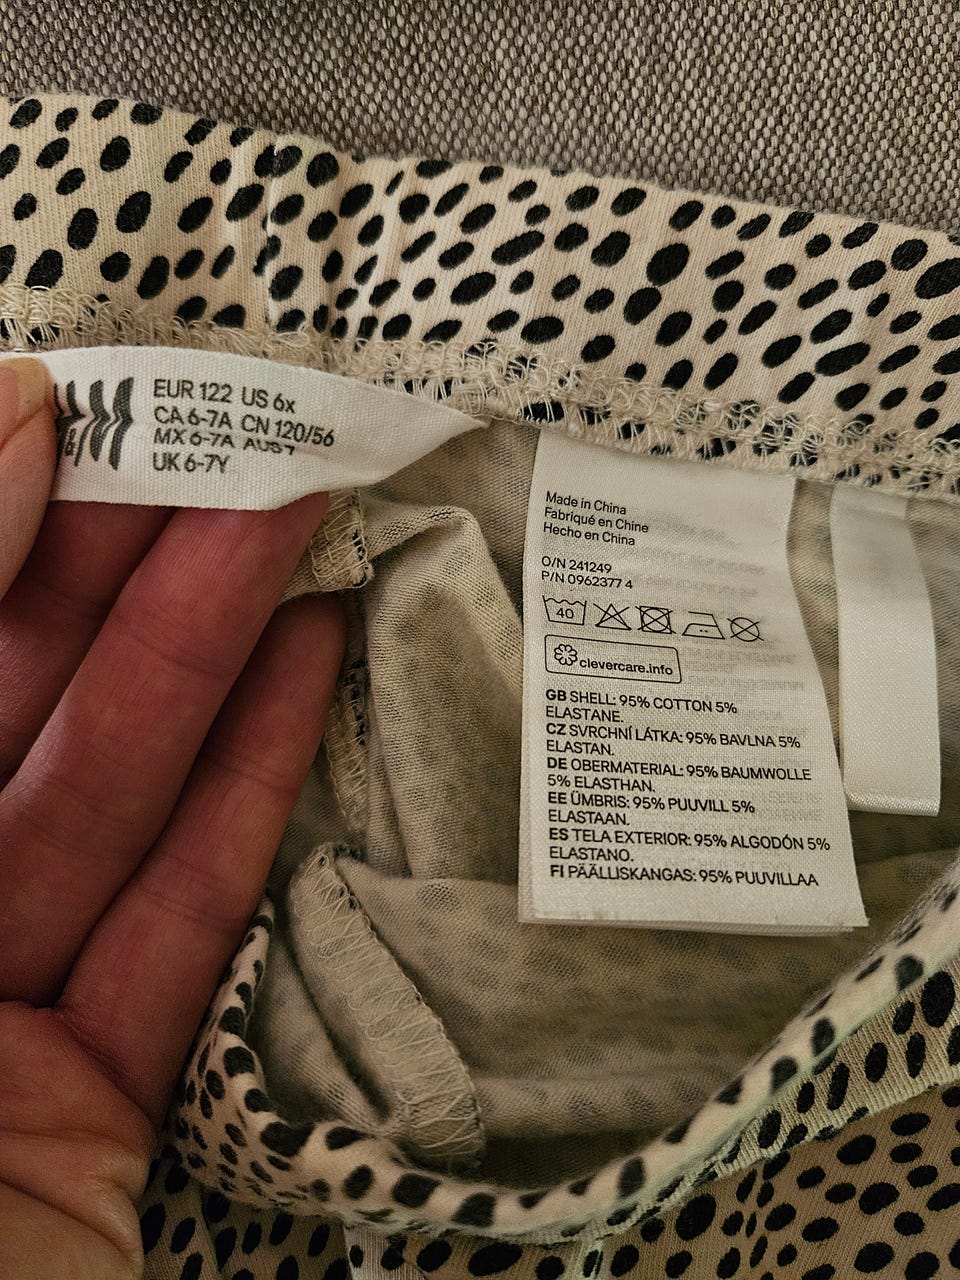 H&M
EUR 122 US 6x
CA 6-7A CN 120/56
MX 6-7A AUS 7
UK 6-7Y
Made in China
Fabriqué en Chine
Hecho en China
O/N 241249
P/N 0962377 4
40
clevercare.info
GB SHELL: 95% COTTON 5%
ELASTANE.
CZ SVRCHNÍ LÁTKA: 95% BAVLNA 5%
ELASTAN.
DE OBERMATERIAL: 95% BAUMWOLLE
5% ELASTHAN.
EE ÜMBRIS: 95% PUUVILL 5%
ELASTAAN.
ES TELA EXTERIOR: 95% ALGODÓN 5%
ELASTANO.
FI PÄÄLLISKANGAS: 95% PUUVILLAA